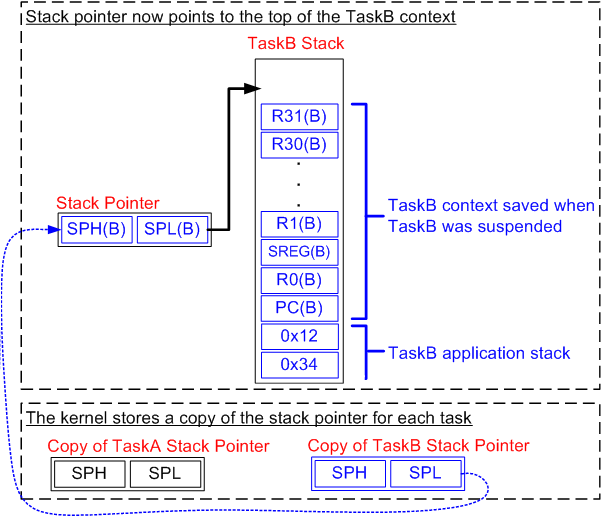 Stack pointer now points to the top of the TaskB context
TaskB Stack
R31(B)
R30(B)
.
.
.
Stack Pointer
SPH(B) SPL(B)
R1(B)
SREG(B)
R0(B)
PC(B)
0x12
0x34
TaskB context saved when
TaskB was suspended
TaskB application stack
The kernel stores a copy of the stack pointer for each task
Copy of TaskA Stack Pointer
SPH SPL
Copy of TaskB Stack Pointer
SPH SPL